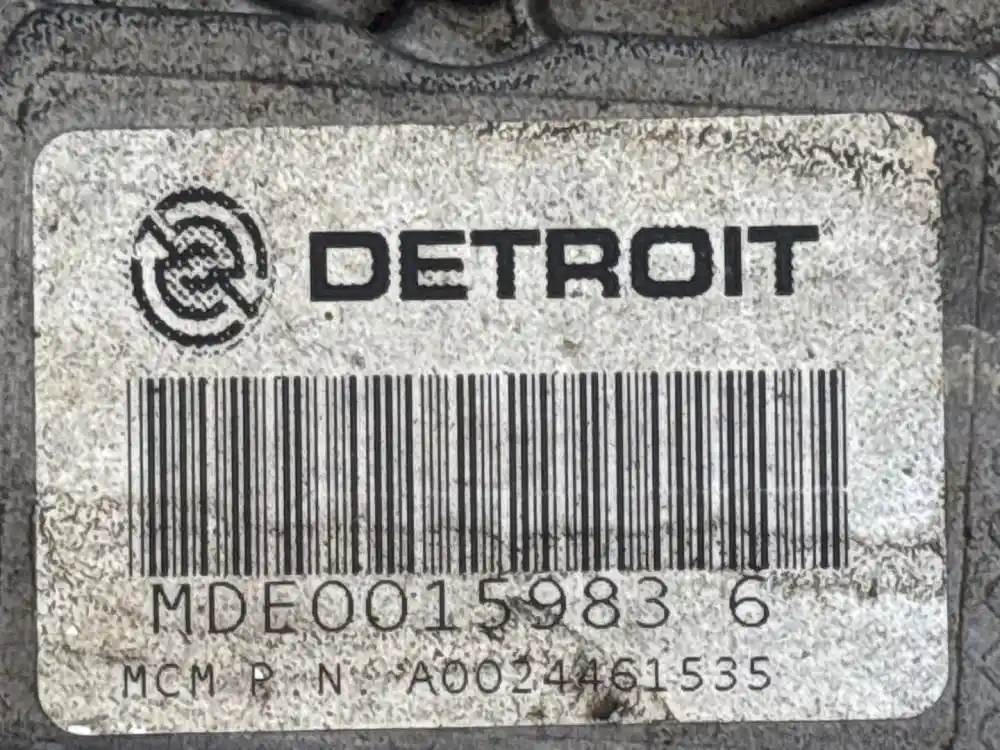 DETROIT
MDE0015983 6
MCM P N A0024461535